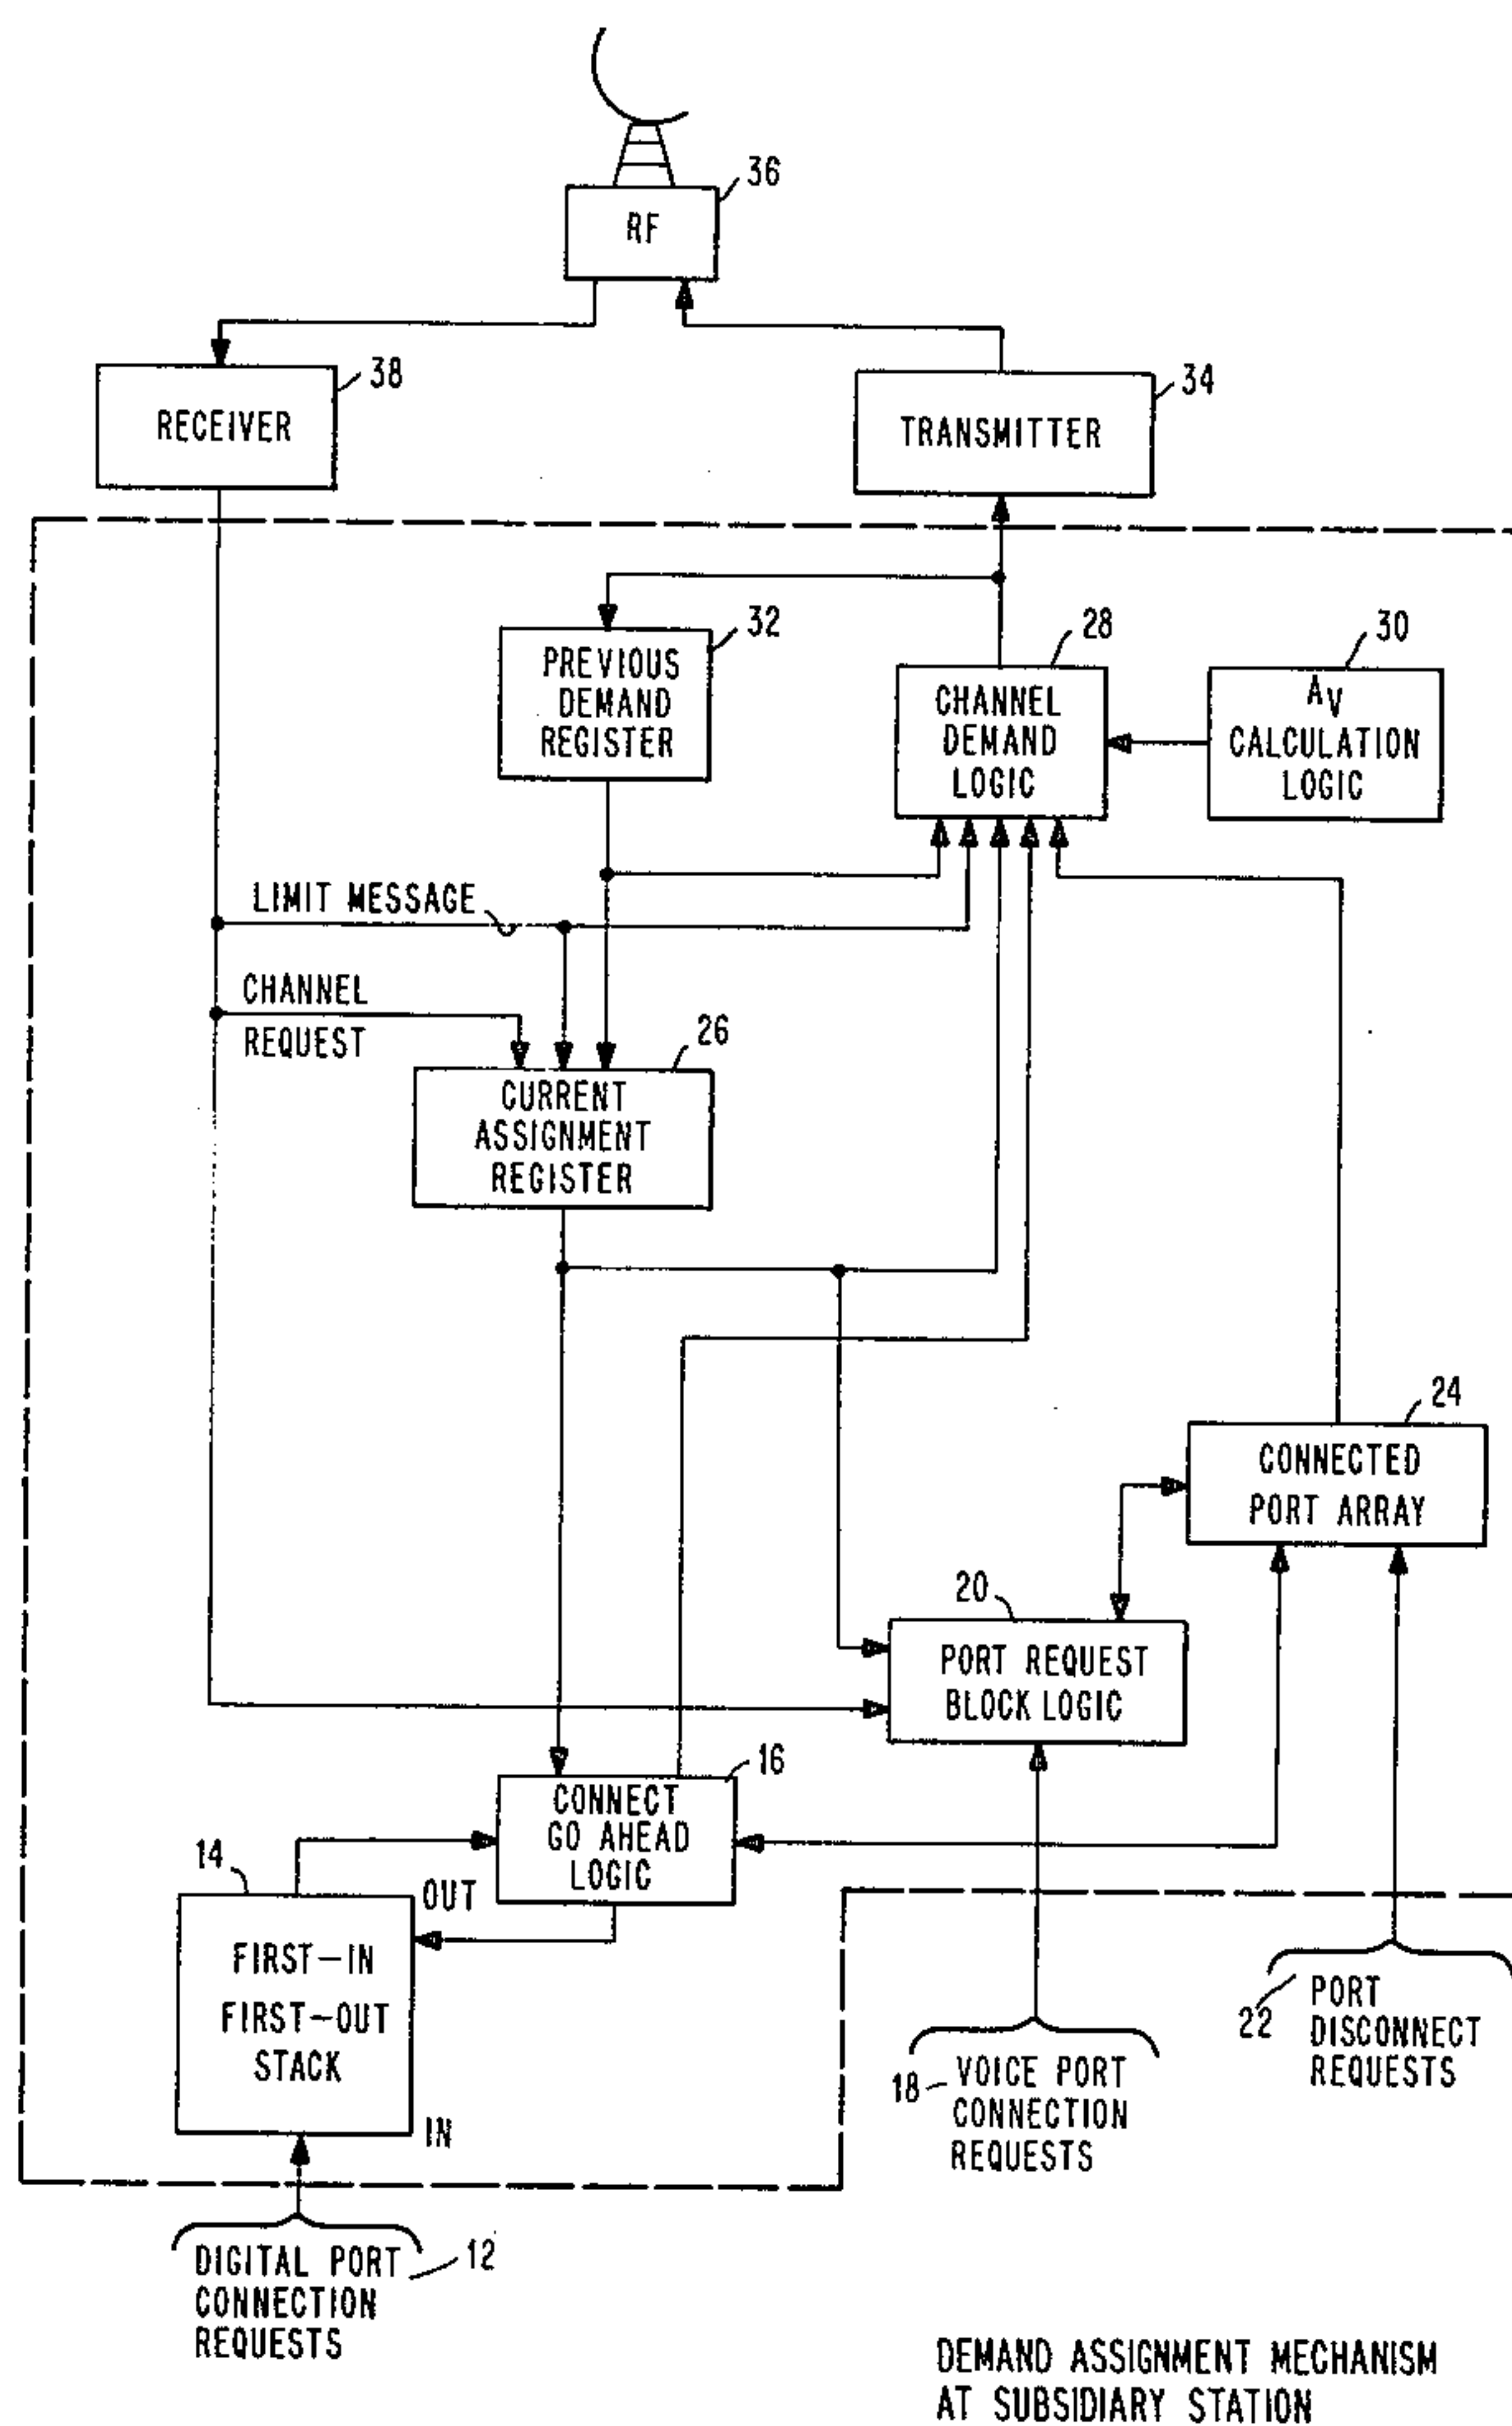 36
RF
38
RECEIVER
34
TRANSMITTER
32
PREVIOUS
DEMAND
REGISTER
28
CHANNEL
DEMAND
LOGIC
30
AV
CALCULATION
LOGIC
LIMIT MESSAGE
CHANNEL
REQUEST
26
CURRENT
ASSIGNMENT
REGISTER
24
CONNECTED
PORT ARRAY
20
PORT REQUEST
BLOCK LOGIC
16
CONNECT
GO AHEAD
LOGIC
14
OUT
FIRST-IN
FIRST-OUT
STACK
IN
22
PORT
DISCONNECT
REQUESTS
18
VOICE PORT
CONNECTION
REQUESTS
12
DIGITAL PORT
CONNECTION
REQUESTS
DEMAND ASSIGNMENT MECHANISM
AT SUBSIDIARY STATION